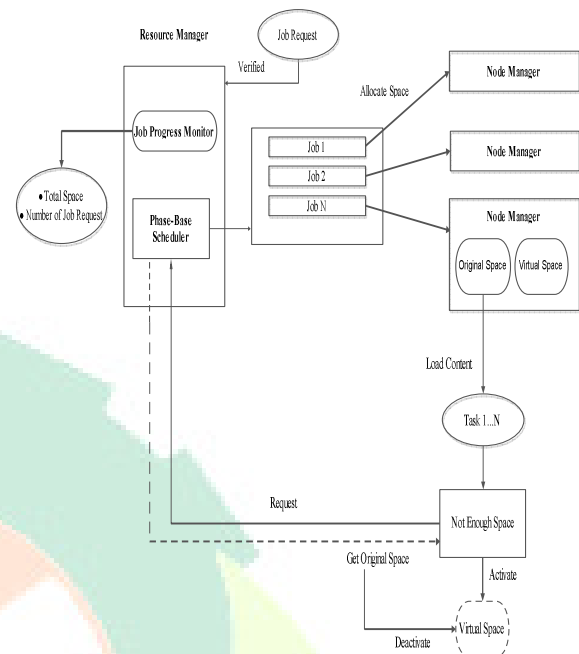 Resource Manager
Job Request
Verified
Node Manager
Allocate Space
Job Progress Monitor
Job 1
Job 2
Job N
Node Manager
• Total Space
• Number of Job Request
Phase-Base
Scheduler
Node Manager
Original Space
Virtual Space
Load Content
Task 1...N
Request
Not Enough Space
Get Original Space
Activate
Virtual Space
Deactivate